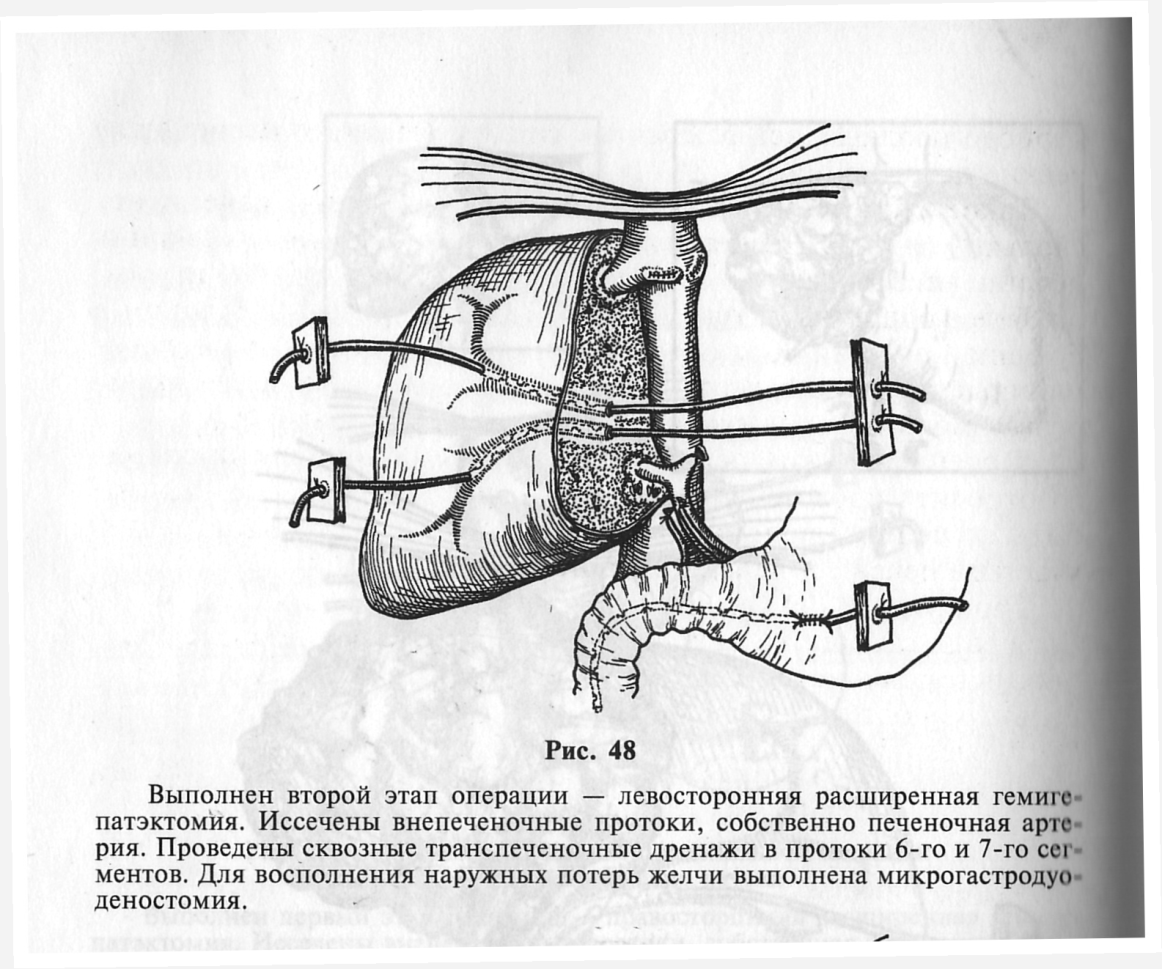 Рис. 48
Выполнен второй этап операции — левосторонняя расширенная гемиге-
патэктомия. Иссечены внепеченочные протоки, собственно печеночная арте-
рия. Проведены сквозные транспеченочные дренажи в протоки 6-го и 7-го сег-
ментов. Для восполнения наружных потерь желчи выполнена микрогастродуо-
деностомия.